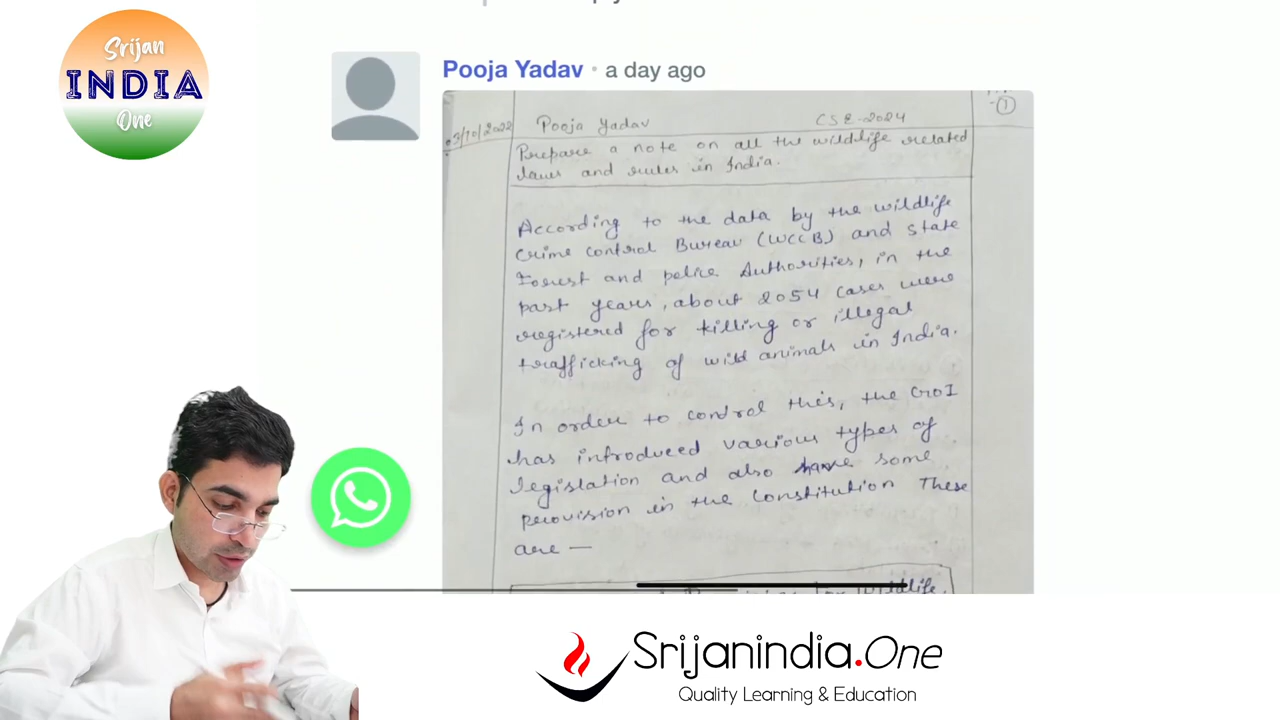 Srijan
INDIA
One
Pooja Yadav · a day ago
03/10/2022
Pooja Yadav
CSE-2024
①
Prepare a note on all the wildlife related
laws and rules in India.
According to the data by the wildlife
Crime Control Bureau (WCCB) and State
Forest and police Authorities, in the
past years, about 2054 cases were
registered for killing or illegal
trafficking of wild animals in India.
In order to control this, the GoI
has introduced various types of
legislation and also have some
provision in the Constitution These
are —
Srijanindia.One
Quality Learning & Education